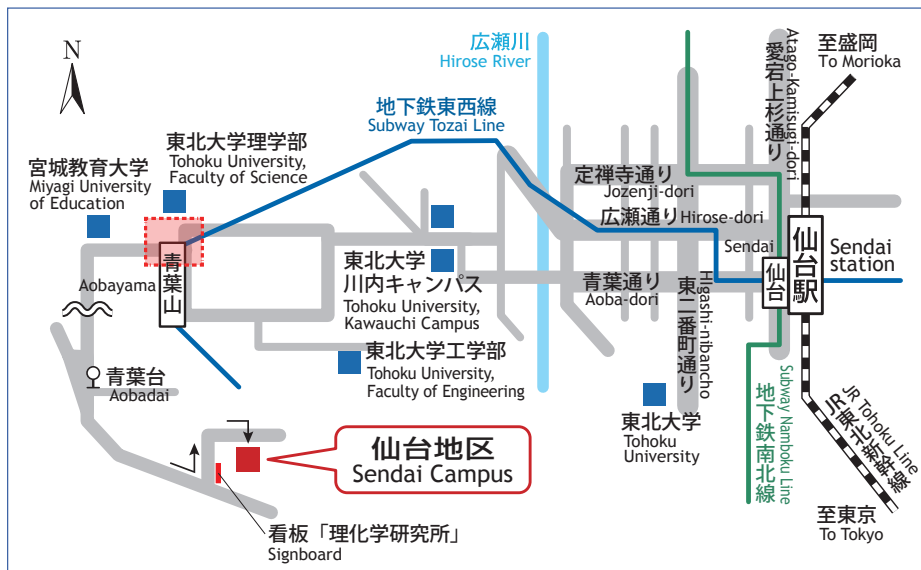 N
広瀬川
Hirose River
愛宕上杉通り
Atago-Kamisugi-dori
至盛岡
To Morioka
地下鉄東西線
Subway Tozai Line
東北大学理学部
Tohoku University,
Faculty of Science
宮城教育大学
Miyagi University
of Education
定禅寺通り
Jozenji-dori
広瀬通り Hirose-dori
Sendai
仙台
仙台駅
Sendai
station
青葉山
Aobayama
東北大学
川内キャンパス
Tohoku University,
Kawauchi Campus
青葉通り
Aoba-dori
東二番町通り
Higashi-nibancho
東北大学工学部
Tohoku University,
Faculty of Engineering
青葉台
Aobadai
東北大学
Tohoku
University
地下鉄南北線
Subway Namboku Line
JR東北新幹線
JR Tohoku Line
仙台地区
Sendai Campus
看板「理化学研究所」
Signboard
至東京
To Tokyo